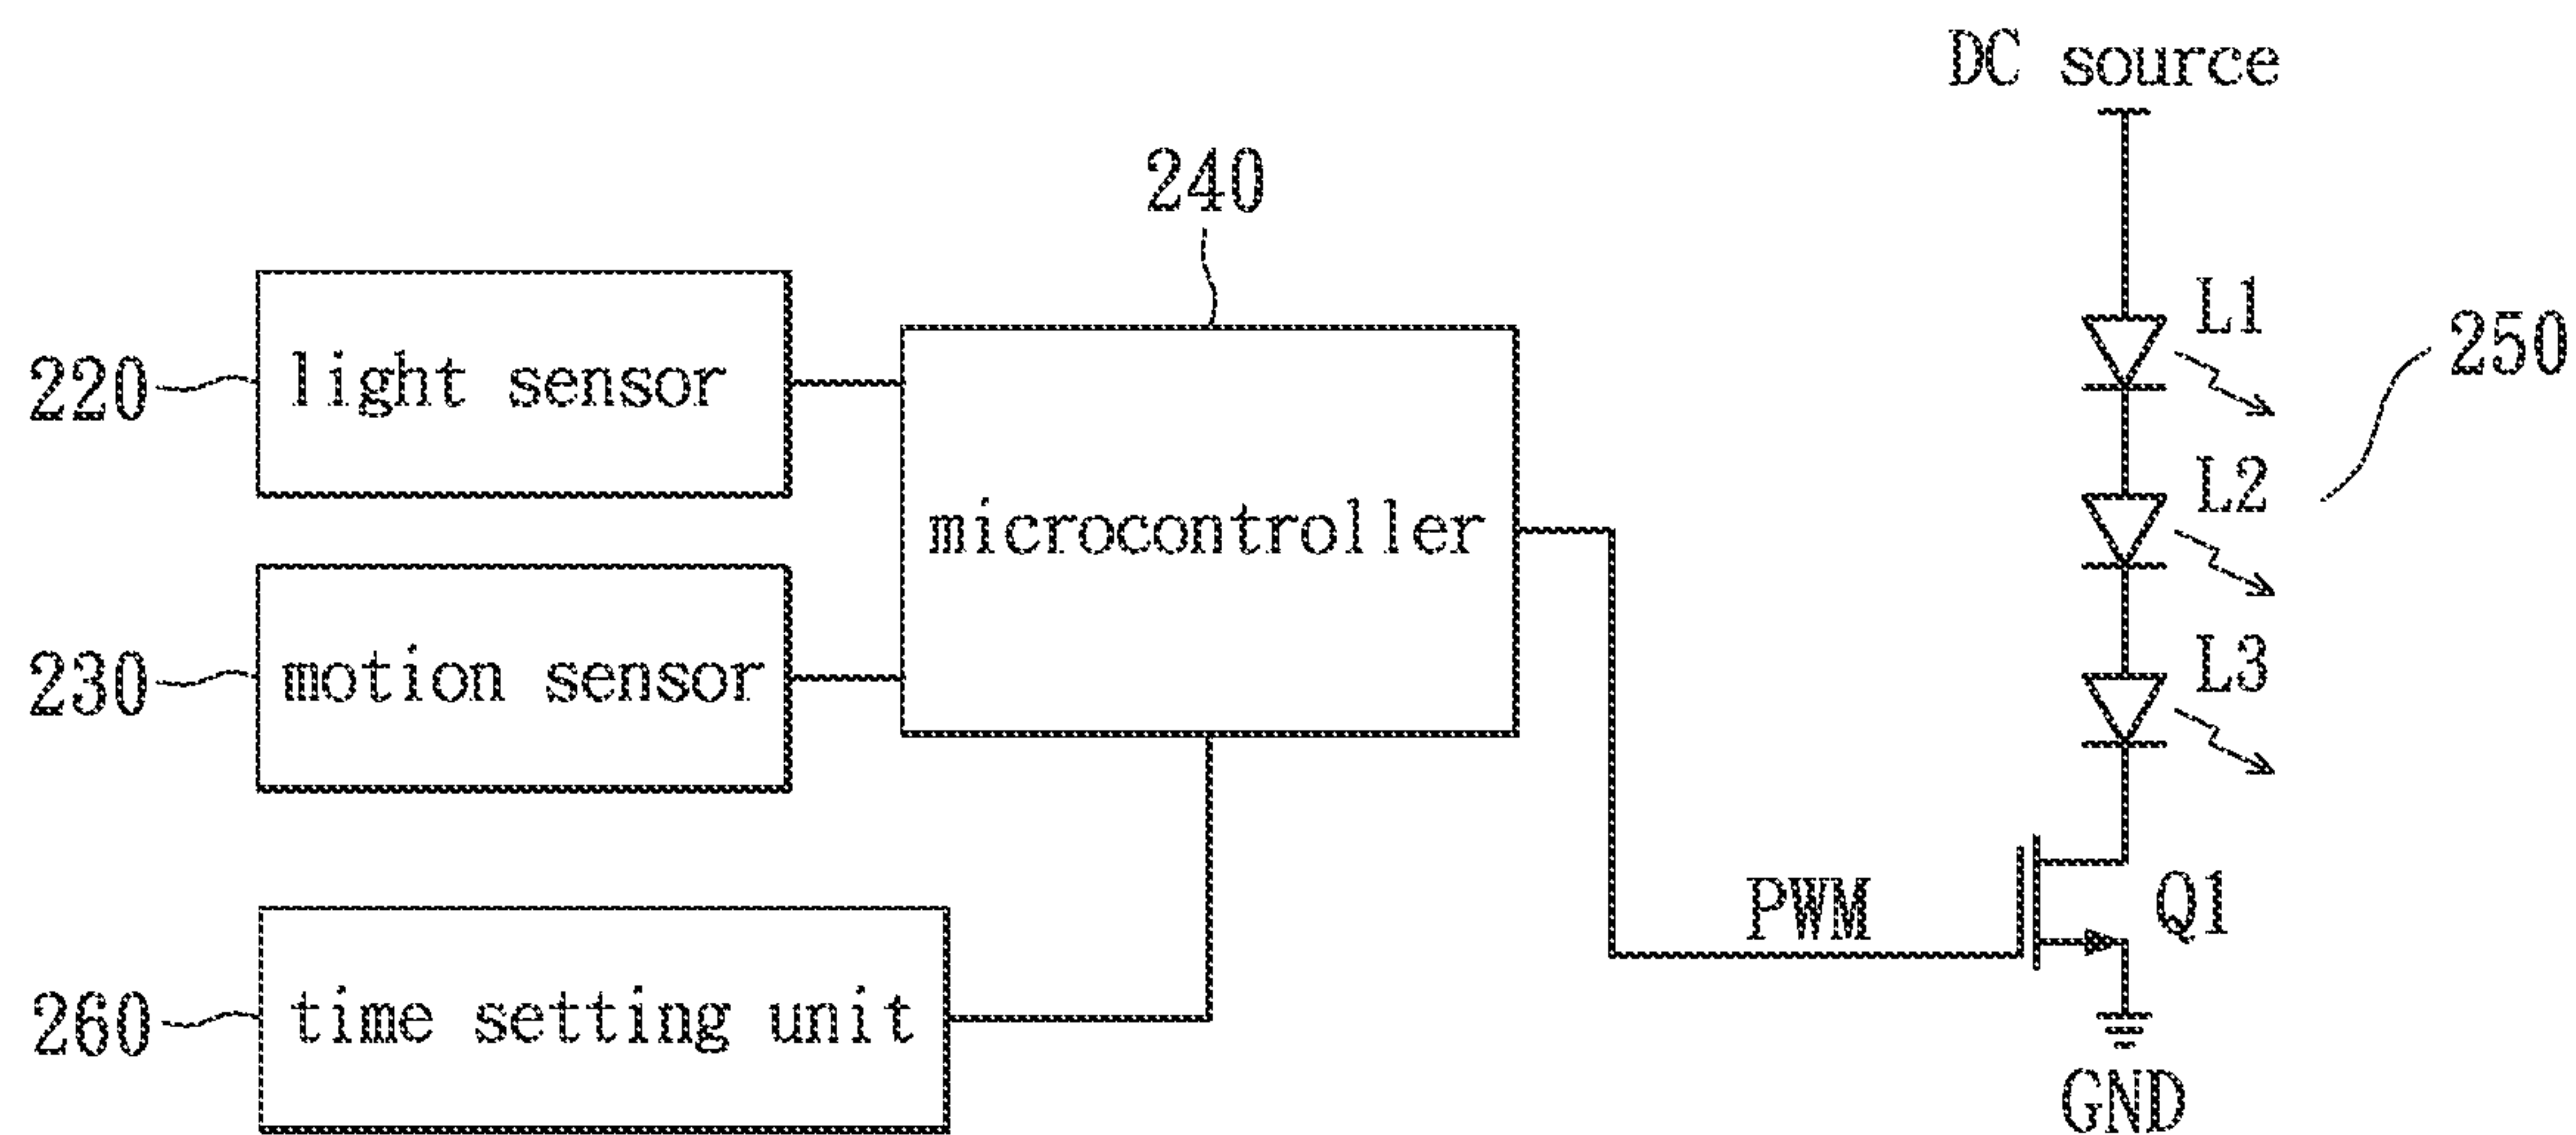 DC source
240
L1
250
220
light sensor
L2
microcontroller
L3
230
motion sensor
PWM
Q1
260
time setting unit
GND